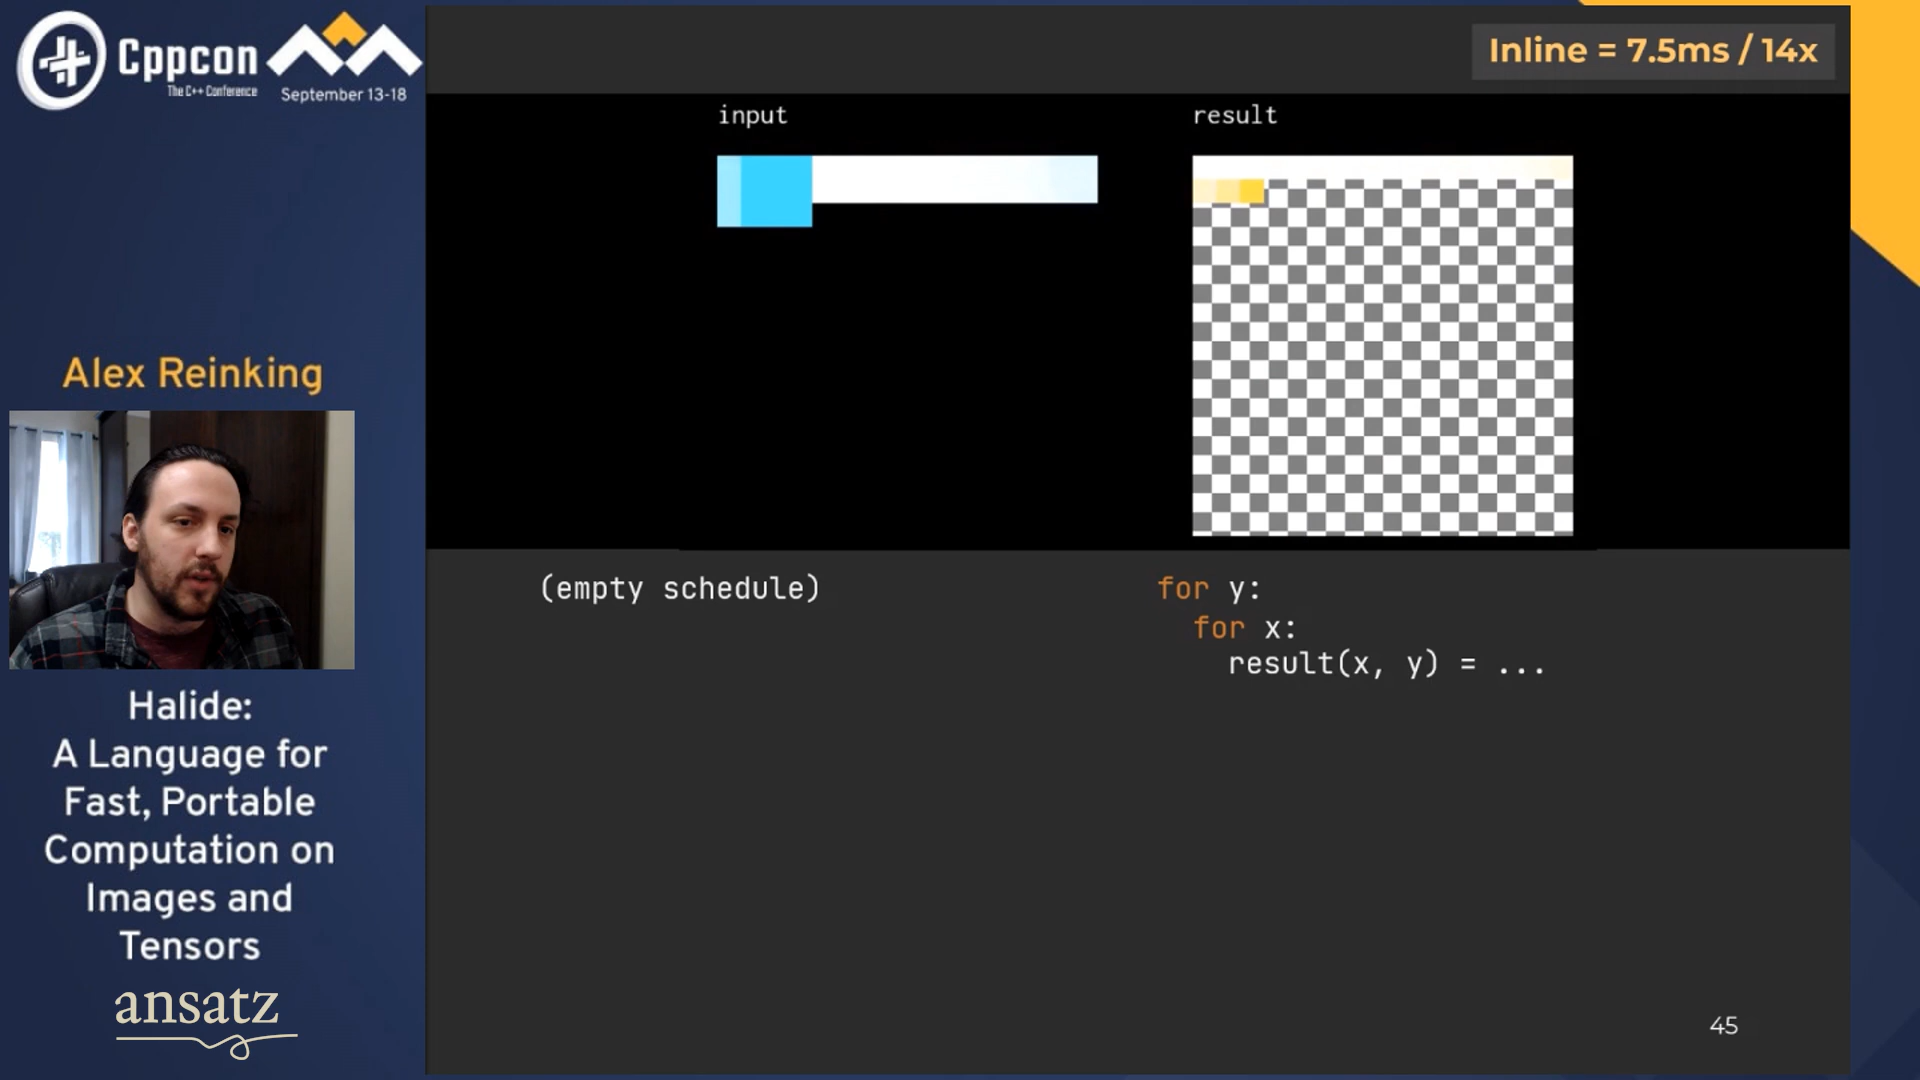 Cppcon
The C++ Conference
September 13-18
Inline = 7.5ms / 14x
input
result
Alex Reinking
(empty schedule)
for y:
for x:
result(x, y) = ...
Halide:
A Language for
Fast, Portable
Computation on
Images and
Tensors
ansatz
45